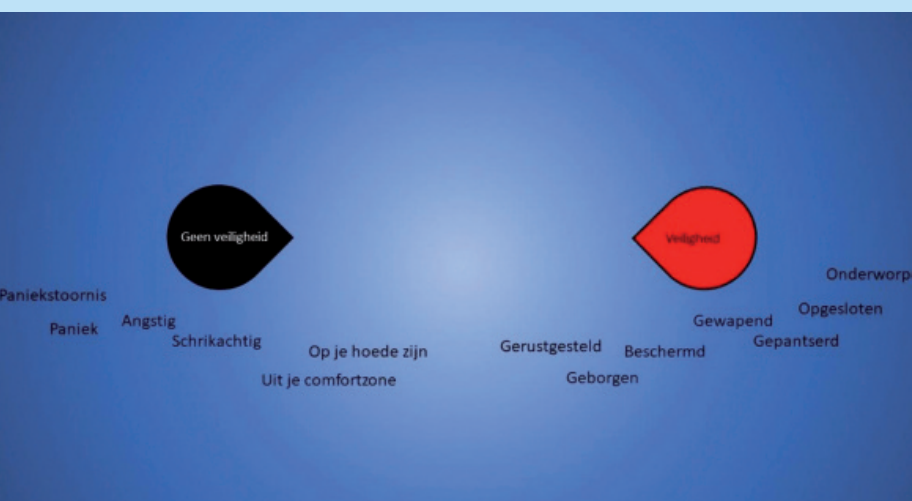 Geen veiligheid
Veiligheid
Onderworpe
Paniekstoornis
Opgesloten
Angstig
Gewapend
Paniek
Schrikachtig
Gepantserd
Op je hoede zijn
Gerustgesteld
Beschermd
Uit je comfortzone
Geborgen